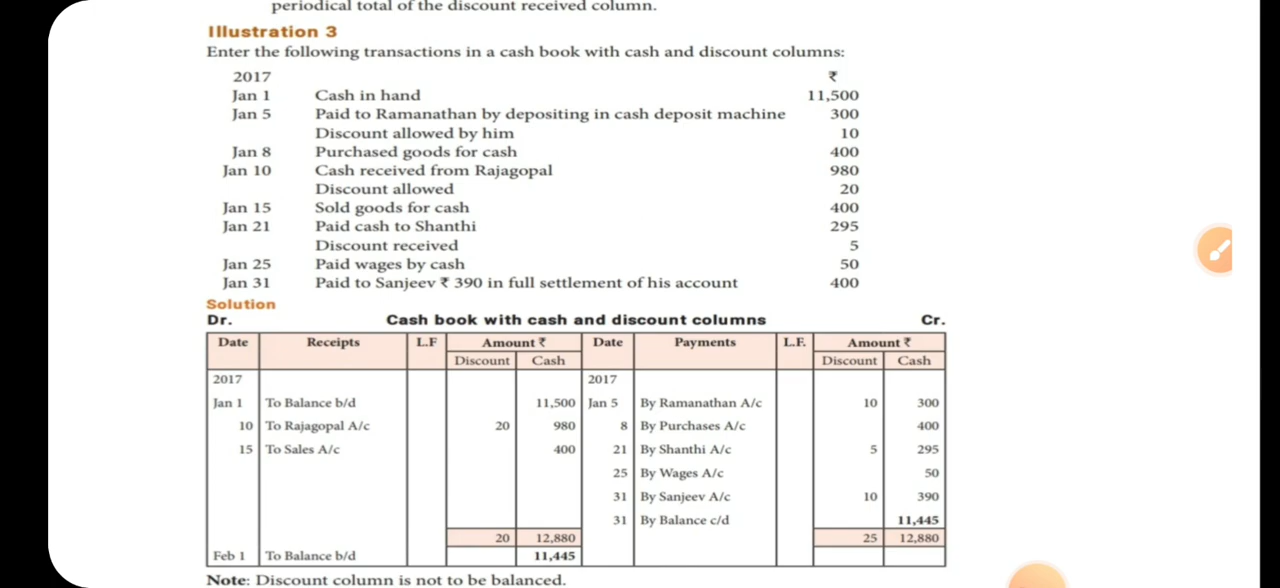 periodical total of the discount received column.
Illustration 3
Enter the following transactions in a cash book with cash and discount columns:
2017 ₹
Jan 1 Cash in hand 11,500
Jan 5 Paid to Ramanathan by depositing in cash deposit machine 300
Discount allowed by him 10
Jan 8 Purchased goods for cash 400
Jan 10 Cash received from Rajagopal 980
Discount allowed 20
Jan 15 Sold goods for cash 400
Jan 21 Paid cash to Shanthi 295
Discount received 5
Jan 25 Paid wages by cash 50
Jan 31 Paid to Sanjeev ₹ 390 in full settlement of his account 400
Solution
Dr. Cash book with cash and discount columns Cr.
Date Receipts L.F Amount ₹ Date Payments L.F. Amount ₹
Discount Cash Discount Cash
2017 2017
Jan 1 To Balance b/d 11,500 Jan 5 By Ramanathan A/c 10 300
10 To Rajagopal A/c 20 980 8 By Purchases A/c 400
15 To Sales A/c 400 21 By Shanthi A/c 5 295
25 By Wages A/c 50
31 By Sanjeev A/c 10 390
31 By Balance c/d 11,445
20 12,880 25 12,880
Feb 1 To Balance b/d 11,445
Note: Discount column is not to be balanced.